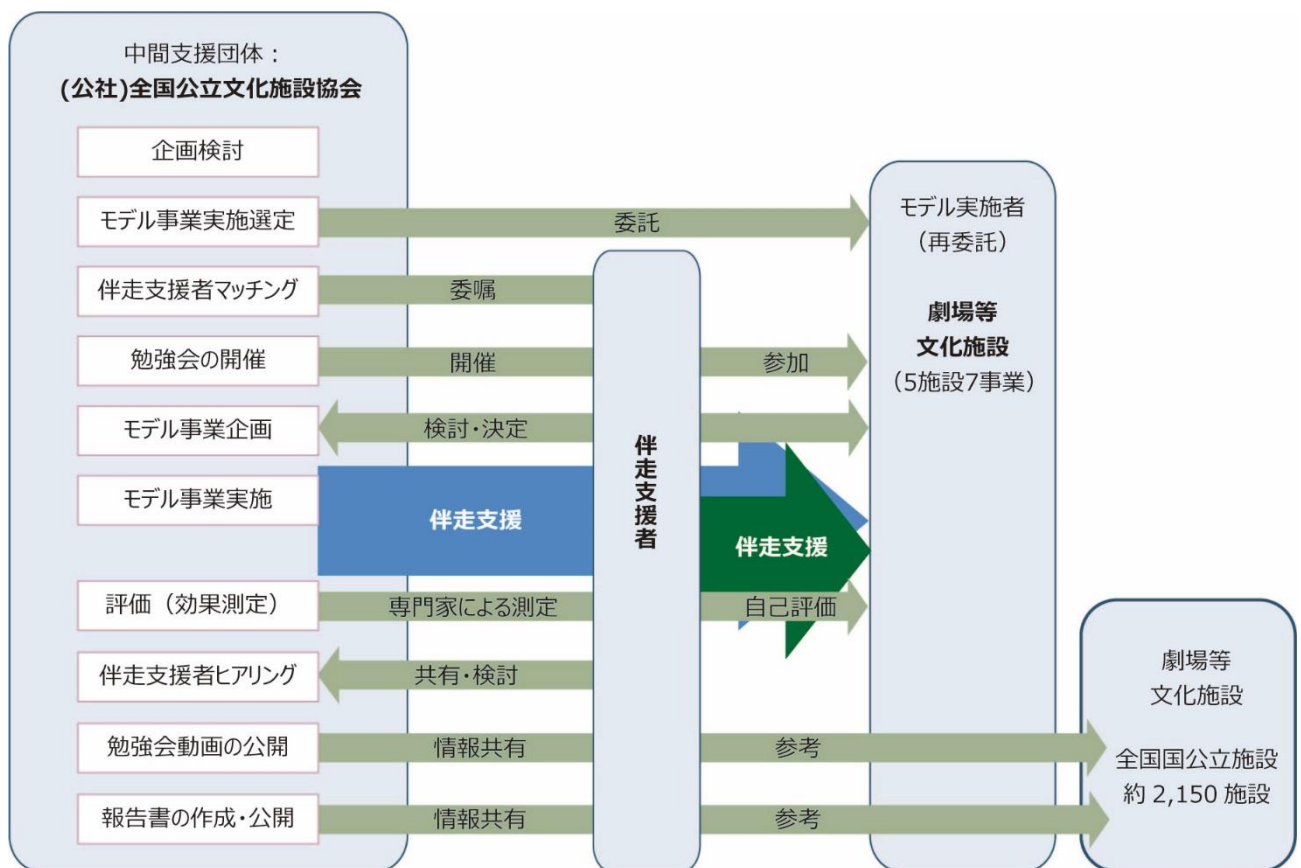 中間支援団体：
(公社)全国公立文化施設協会
企画検討
モデル事業実施選定
委託
伴走支援者マッチング
委嘱
勉強会の開催
開催
参加
モデル事業企画
検討・決定
モデル事業実施
伴走支援
伴走支援
評価（効果測定）
専門家による測定
自己評価
伴走支援者ヒアリング
共有・検討
勉強会動画の公開
情報共有
参考
報告書の作成・公開
情報共有
参考
伴走支援者
モデル実施者
（再委託）
劇場等
文化施設
（5施設7事業）
劇場等
文化施設
全国国公立施設
約 2,150 施設